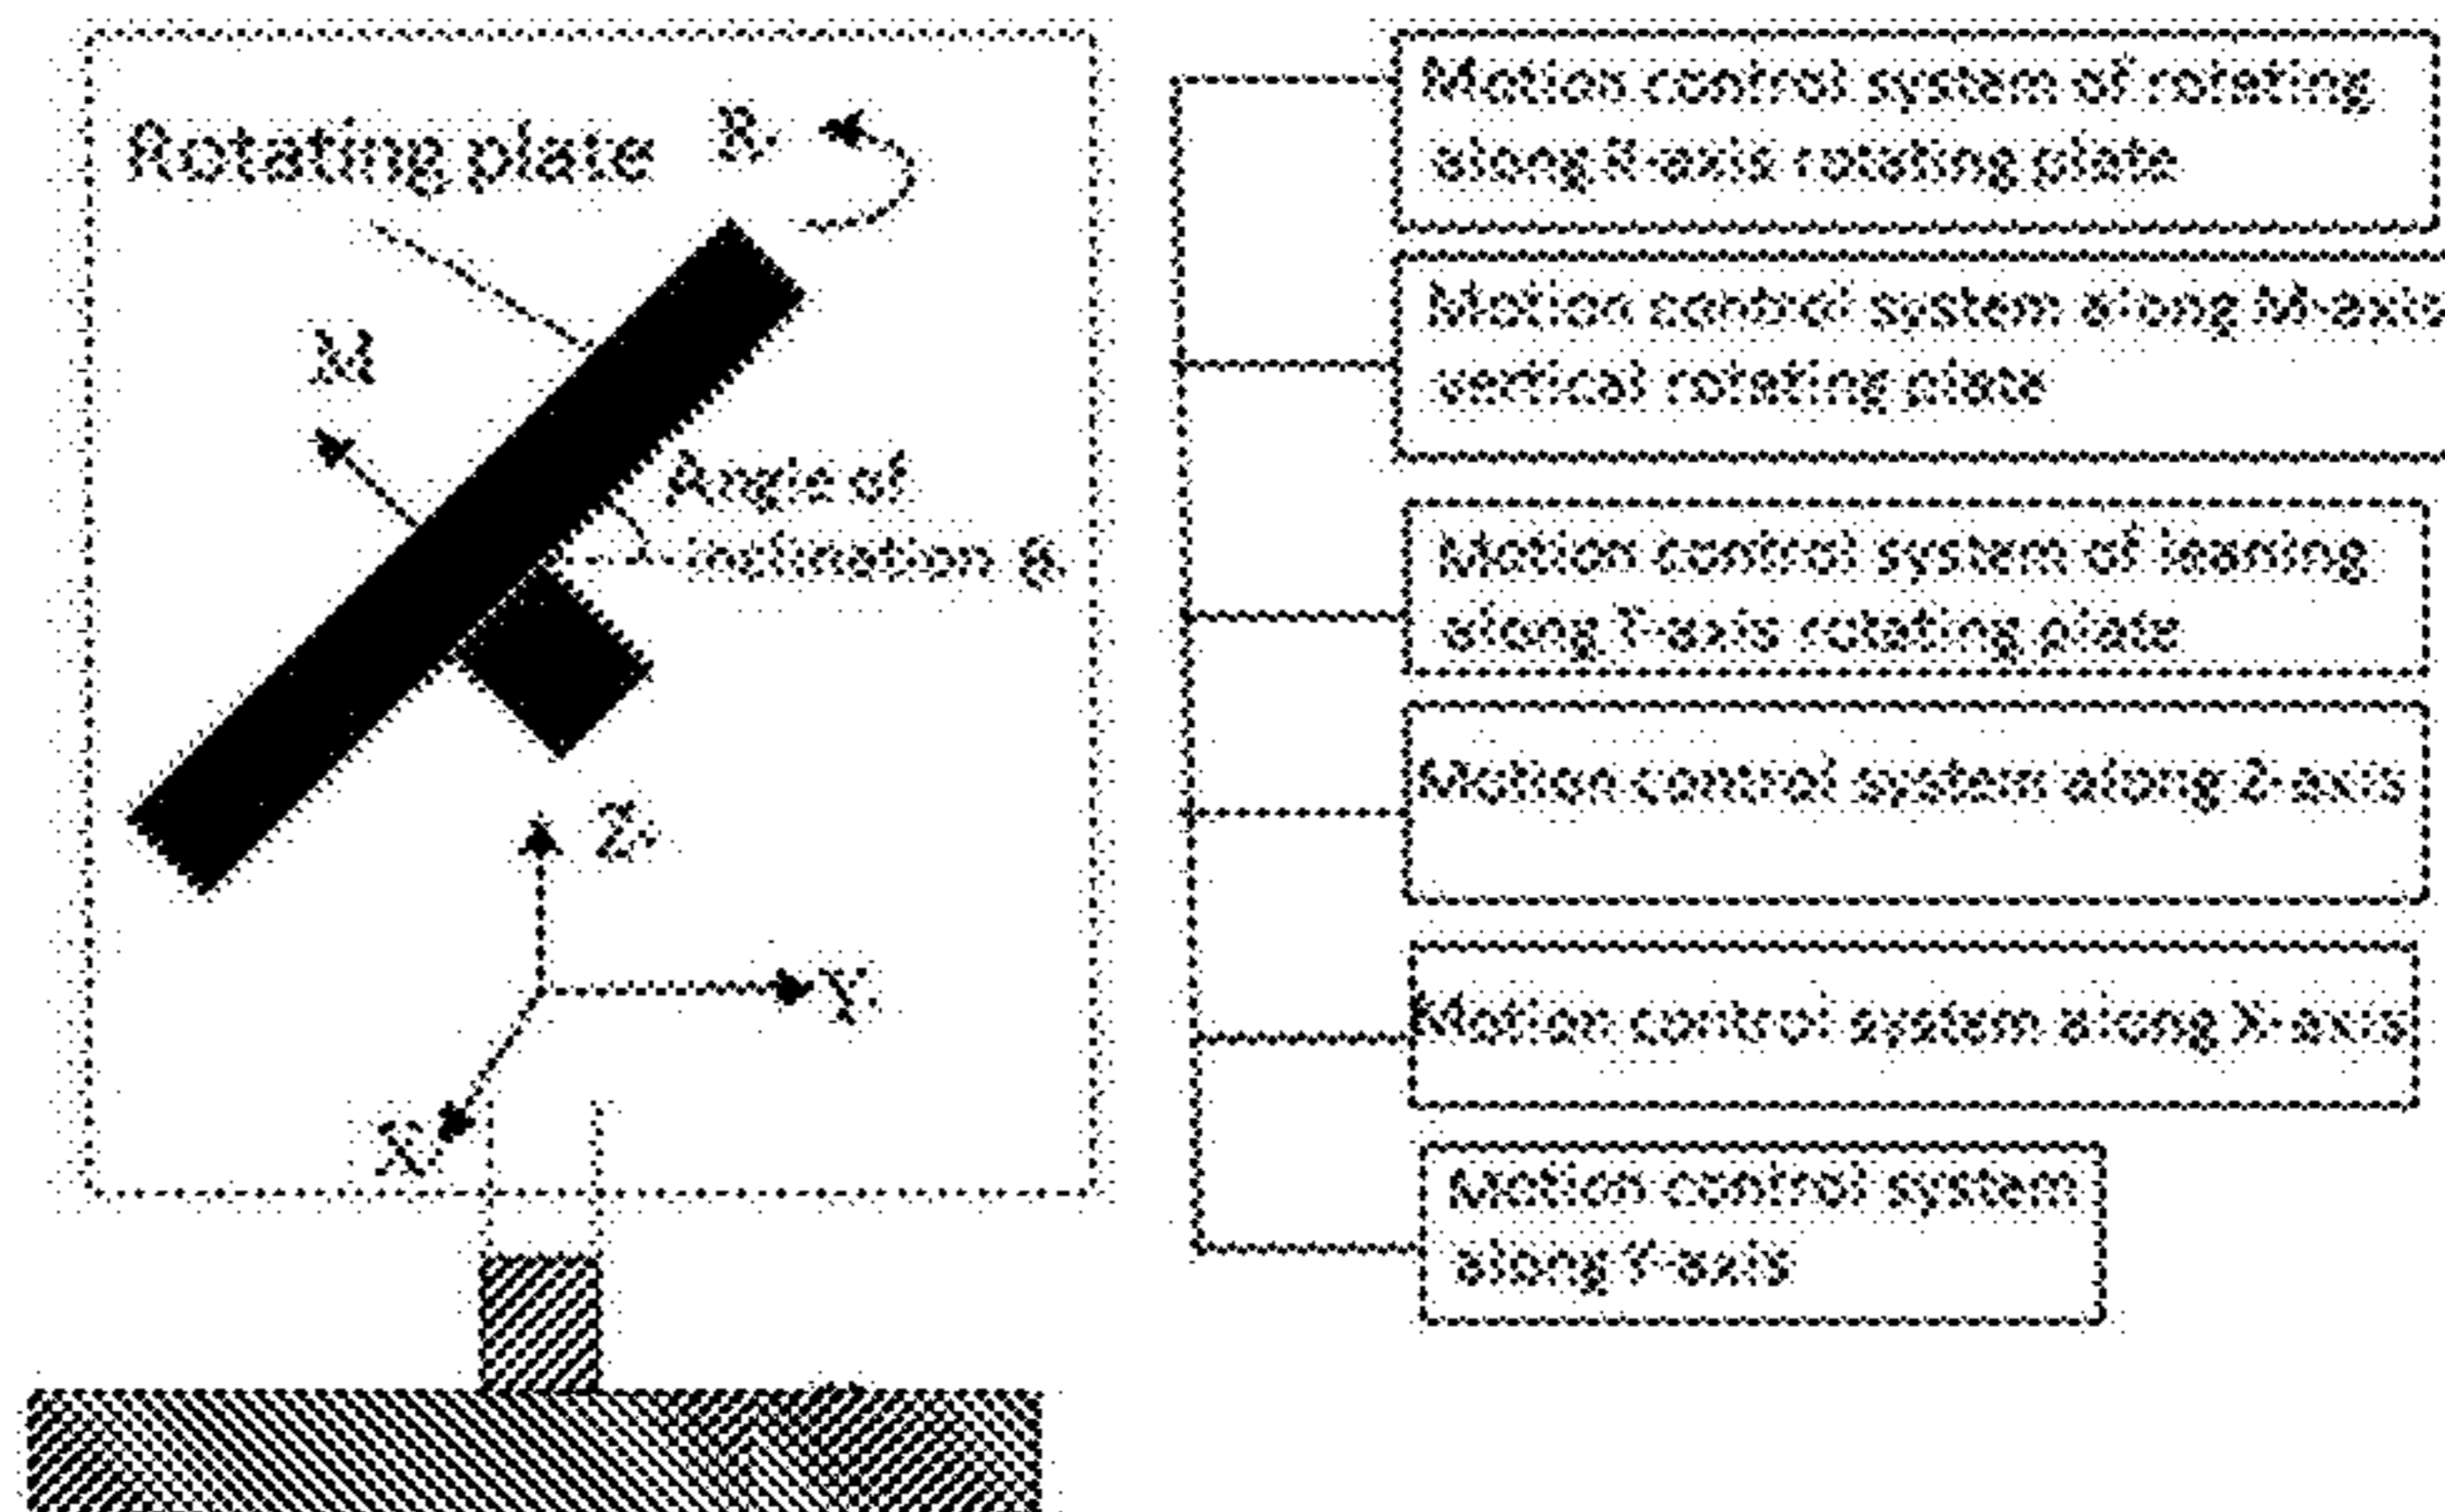 Rotating plate R
M
Angle of
inclination α
Z
Y
X
Motion control system of rotating
along R-axis rotating plate
Motion control system along M-axis
vertical rotating plate
Motion control system of leaning
along T-axis rotating plate
Motion control system along Z-axis
Motion control system along X-axis
Motion control system
along Y-axis